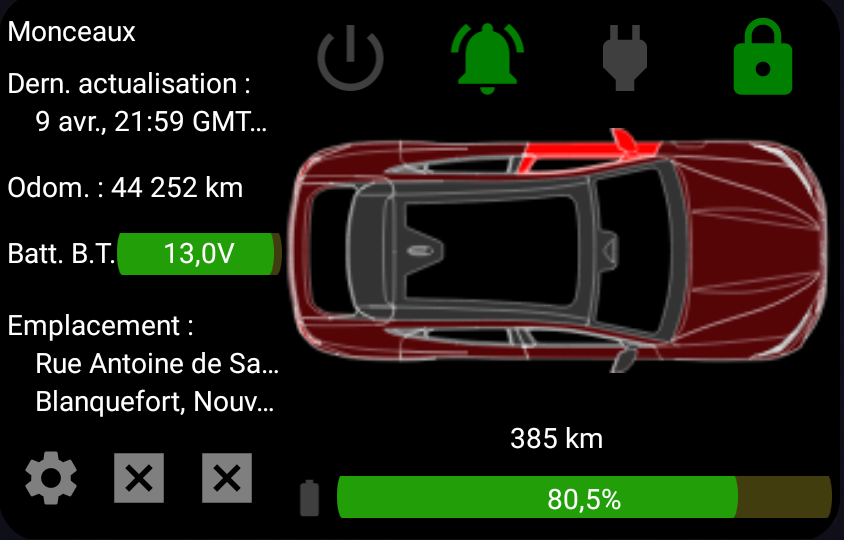 Monceaux
Dern. actualisation :
9 avr., 21:59 GMT...
Odom. : 44 252 km
Batt. B.T. 13,0V
Emplacement :
Rue Antoine de Sa...
Blanquefort, Nouv...
385 km
80,5%